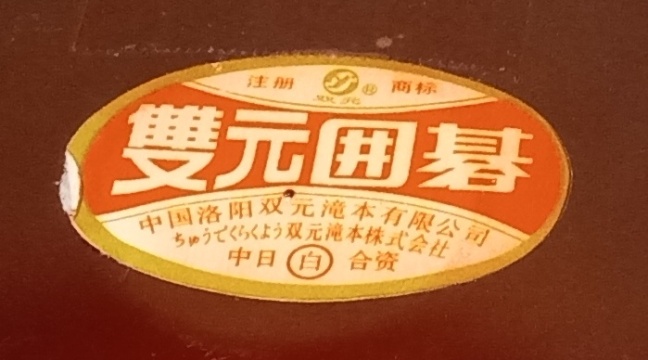 注册 ® 商标
双元
雙元囲碁
中国洛阳双元滝本有限公司
ちゅうでくらくよう双元滝本株式会社
中日 白 合资